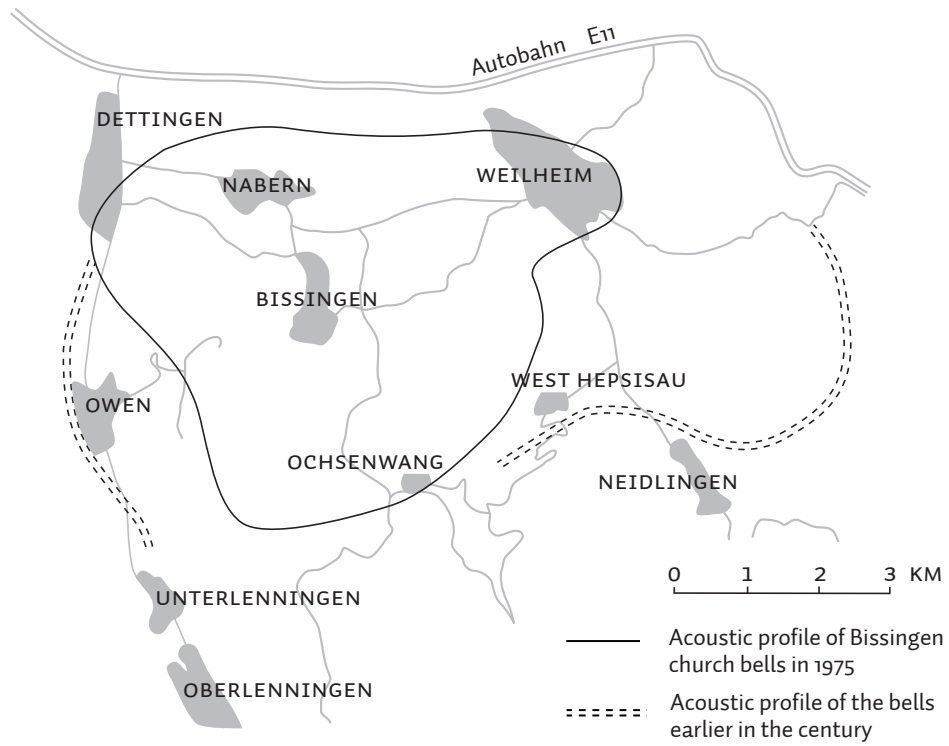 Autobahn E11
DETTINGEN
NABERN
WEILHEIM
BISSINGEN
WEST HEPSISAU
OWEN
OCHSENWANG
NEIDLINGEN
0 1 2 3 KM
UNTERLENNINGEN
Acoustic profile of Bissingen
church bells in 1975
OBERLENNINGEN
Acoustic profile of the bells
earlier in the century